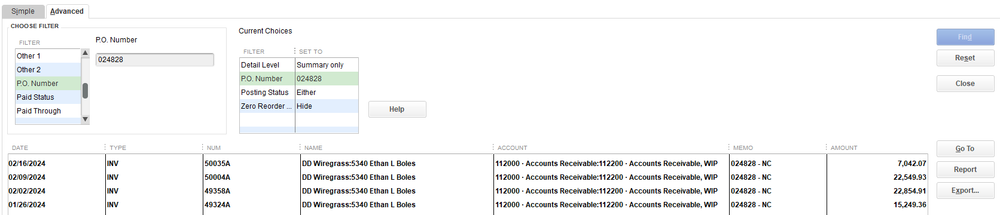 Simple Advanced
CHOOSE FILTER
FILTER
Other 1
Other 2
P.O. Number
Paid Status
Paid Through
P.O. Number
024828
Current Choices
FILTER SET TO
Detail Level Summary only
P.O. Number 024828
Posting Status Either
Zero Reorder ... Hide
Help
Find
Reset
Close
DATE TYPE NUM NAME ACCOUNT MEMO AMOUNT
02/16/2024 INV 50035A DD Wiregrass:5340 Ethan L Boles 112000 · Accounts Receivable:112200 · Accounts Receivable, WIP 024828 - NC 7,042.07
02/09/2024 INV 50004A DD Wiregrass:5340 Ethan L Boles 112000 · Accounts Receivable:112200 · Accounts Receivable, WIP 024828 - NC 22,549.93
02/02/2024 INV 49358A DD Wiregrass:5340 Ethan L Boles 112000 · Accounts Receivable:112200 · Accounts Receivable, WIP 024828 - NC 22,854.91
01/26/2024 INV 49324A DD Wiregrass:5340 Ethan L Boles 112000 · Accounts Receivable:112200 · Accounts Receivable, WIP 024828 - NC 15,249.36
Go To
Report
Export...